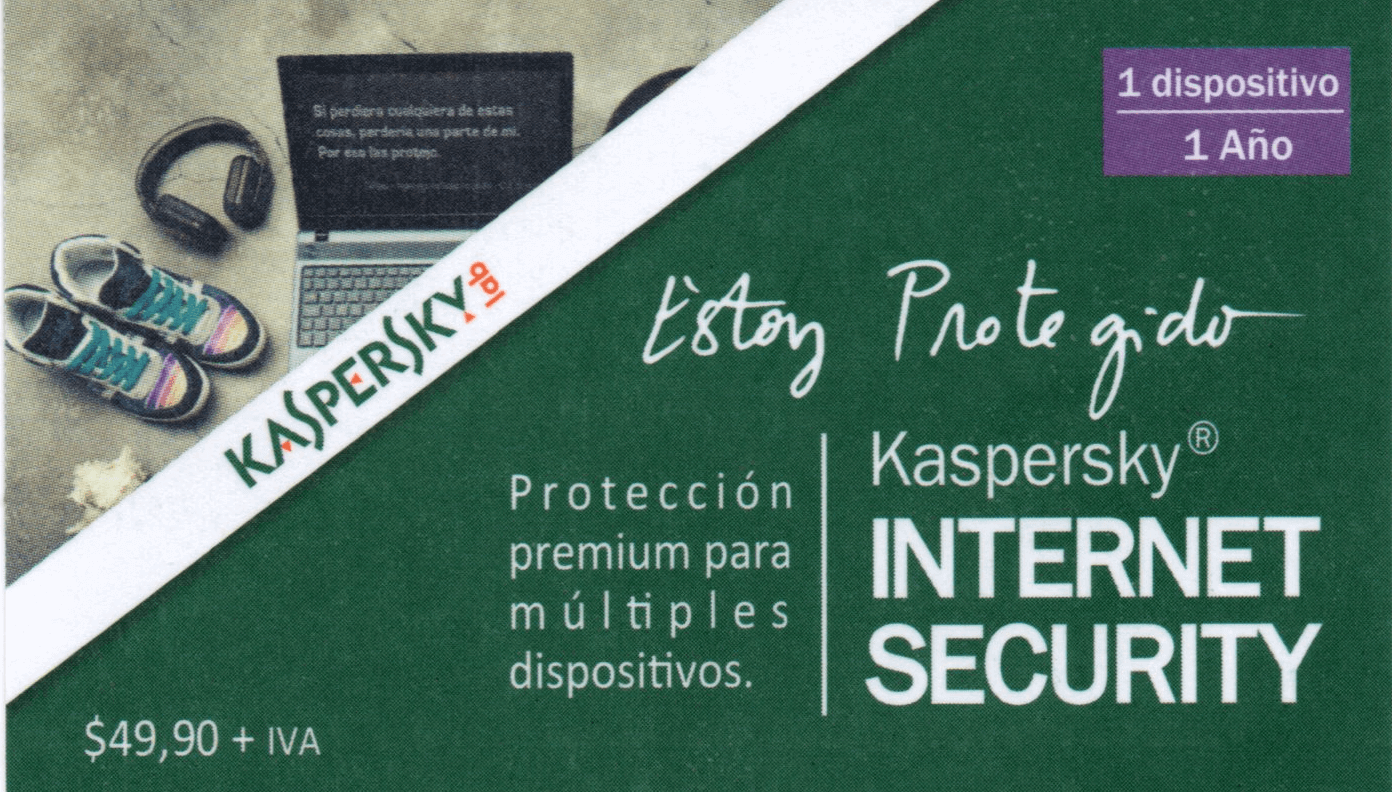 Si perdiera cualquiera de estas
cosas, perdería una parte de mi.
Por eso las protejo.
KASPERSKY lab
1 dispositivo
1 Año
Estoy Protegido
Protección
premium para
múltiples
dispositivos.
Kaspersky®
INTERNET
SECURITY
$49,90 + IVA